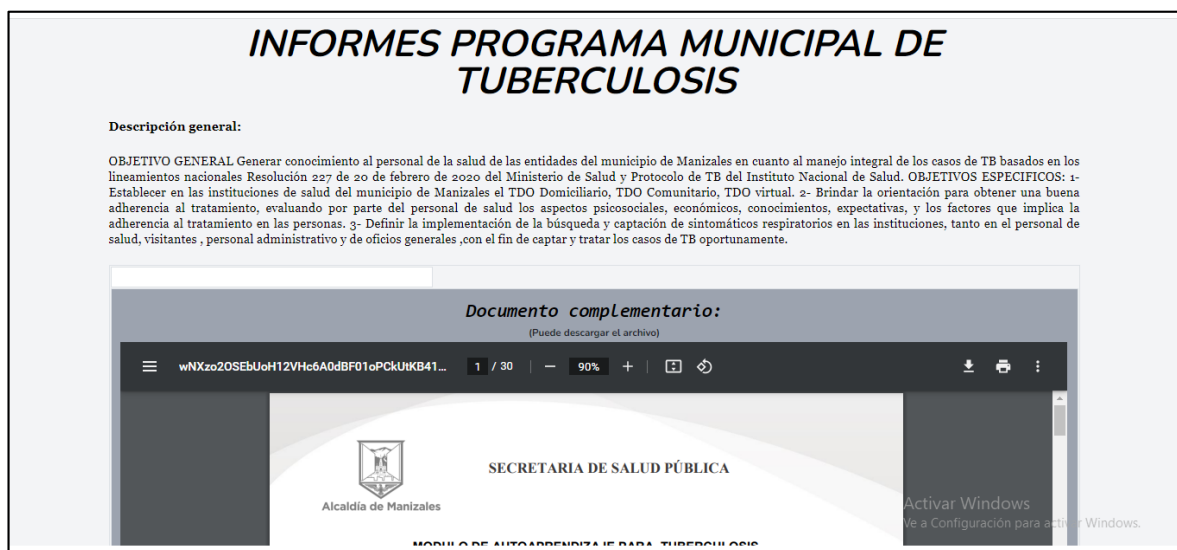 INFORMES PROGRAMA MUNICIPAL DE
TUBERCULOSIS
Descripción general:
OBJETIVO GENERAL Generar conocimiento al personal de la salud de las entidades del municipio de Manizales en cuanto al manejo integral de los casos de TB basados en los
lineamientos nacionales Resolución 227 de 20 de febrero de 2020 del Ministerio de Salud y Protocolo de TB del Instituto Nacional de Salud. OBJETIVOS ESPECIFICOS: 1-
Establecer en las instituciones de salud del municipio de Manizales el TDO Domiciliario, TDO Comunitario, TDO virtual. 2- Brindar la orientación para obtener una buena
adherencia al tratamiento, evaluando por parte del personal de salud los aspectos psicosociales, económicos, conocimientos, expectativas, y los factores que implica la
adherencia al tratamiento en las personas. 3- Definir la implementación de la búsqueda y captación de sintomáticos respiratorios en las instituciones, tanto en el personal de
salud, visitantes , personal administrativo y de oficios generales ,con el fin de captar y tratar los casos de TB oportunamente.
Documento complementario:
(Puede descargar el archivo)
wNXzo2OSEbUoH12VHc6A0dBF01oPCkUtKB41... 1 / 30 90%
SECRETARIA DE SALUD PÚBLICA
Alcaldía de Manizales
Activar Windows
Ve a Configuración para activar Windows.
MODULO DE AUTOAPRENDIZAJE PARA TUBERCULOSIS